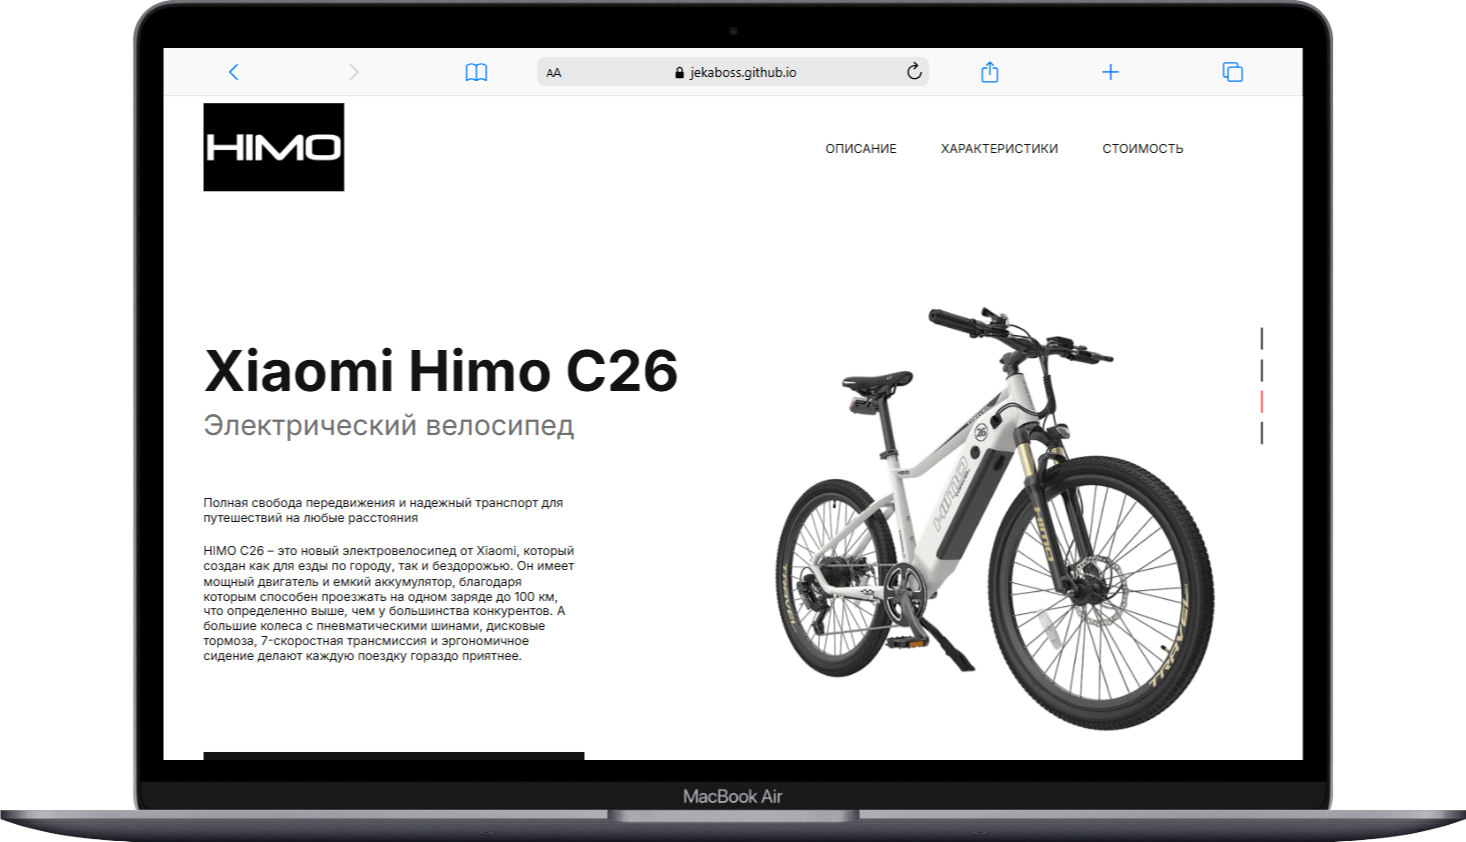 AA
jekaboss.github.io
HIMO
ОПИСАНИЕ
ХАРАКТЕРИСТИКИ
СТОИМОСТЬ
Xiaomi Himo C26
Электрический велосипед
Полная свобода передвижения и надежный транспорт для
путешествий на любые расстояния
HIMO C26 – это новый электровелосипед от Xiaomi, который
создан как для езды по городу, так и бездорожью. Он имеет
мощный двигатель и емкий аккумулятор, благодаря
которым способен проезжать на одном заряде до 100 км,
что определенно выше, чем у большинства конкурентов. А
большие колеса с пневматическими шинами, дисковые
тормоза, 7-скоростная трансмиссия и эргономичное
сидение делают каждую поездку гораздо приятнее.
26
HIMO
HIMO
TRAVEL
TRAVEL
MacBook Air